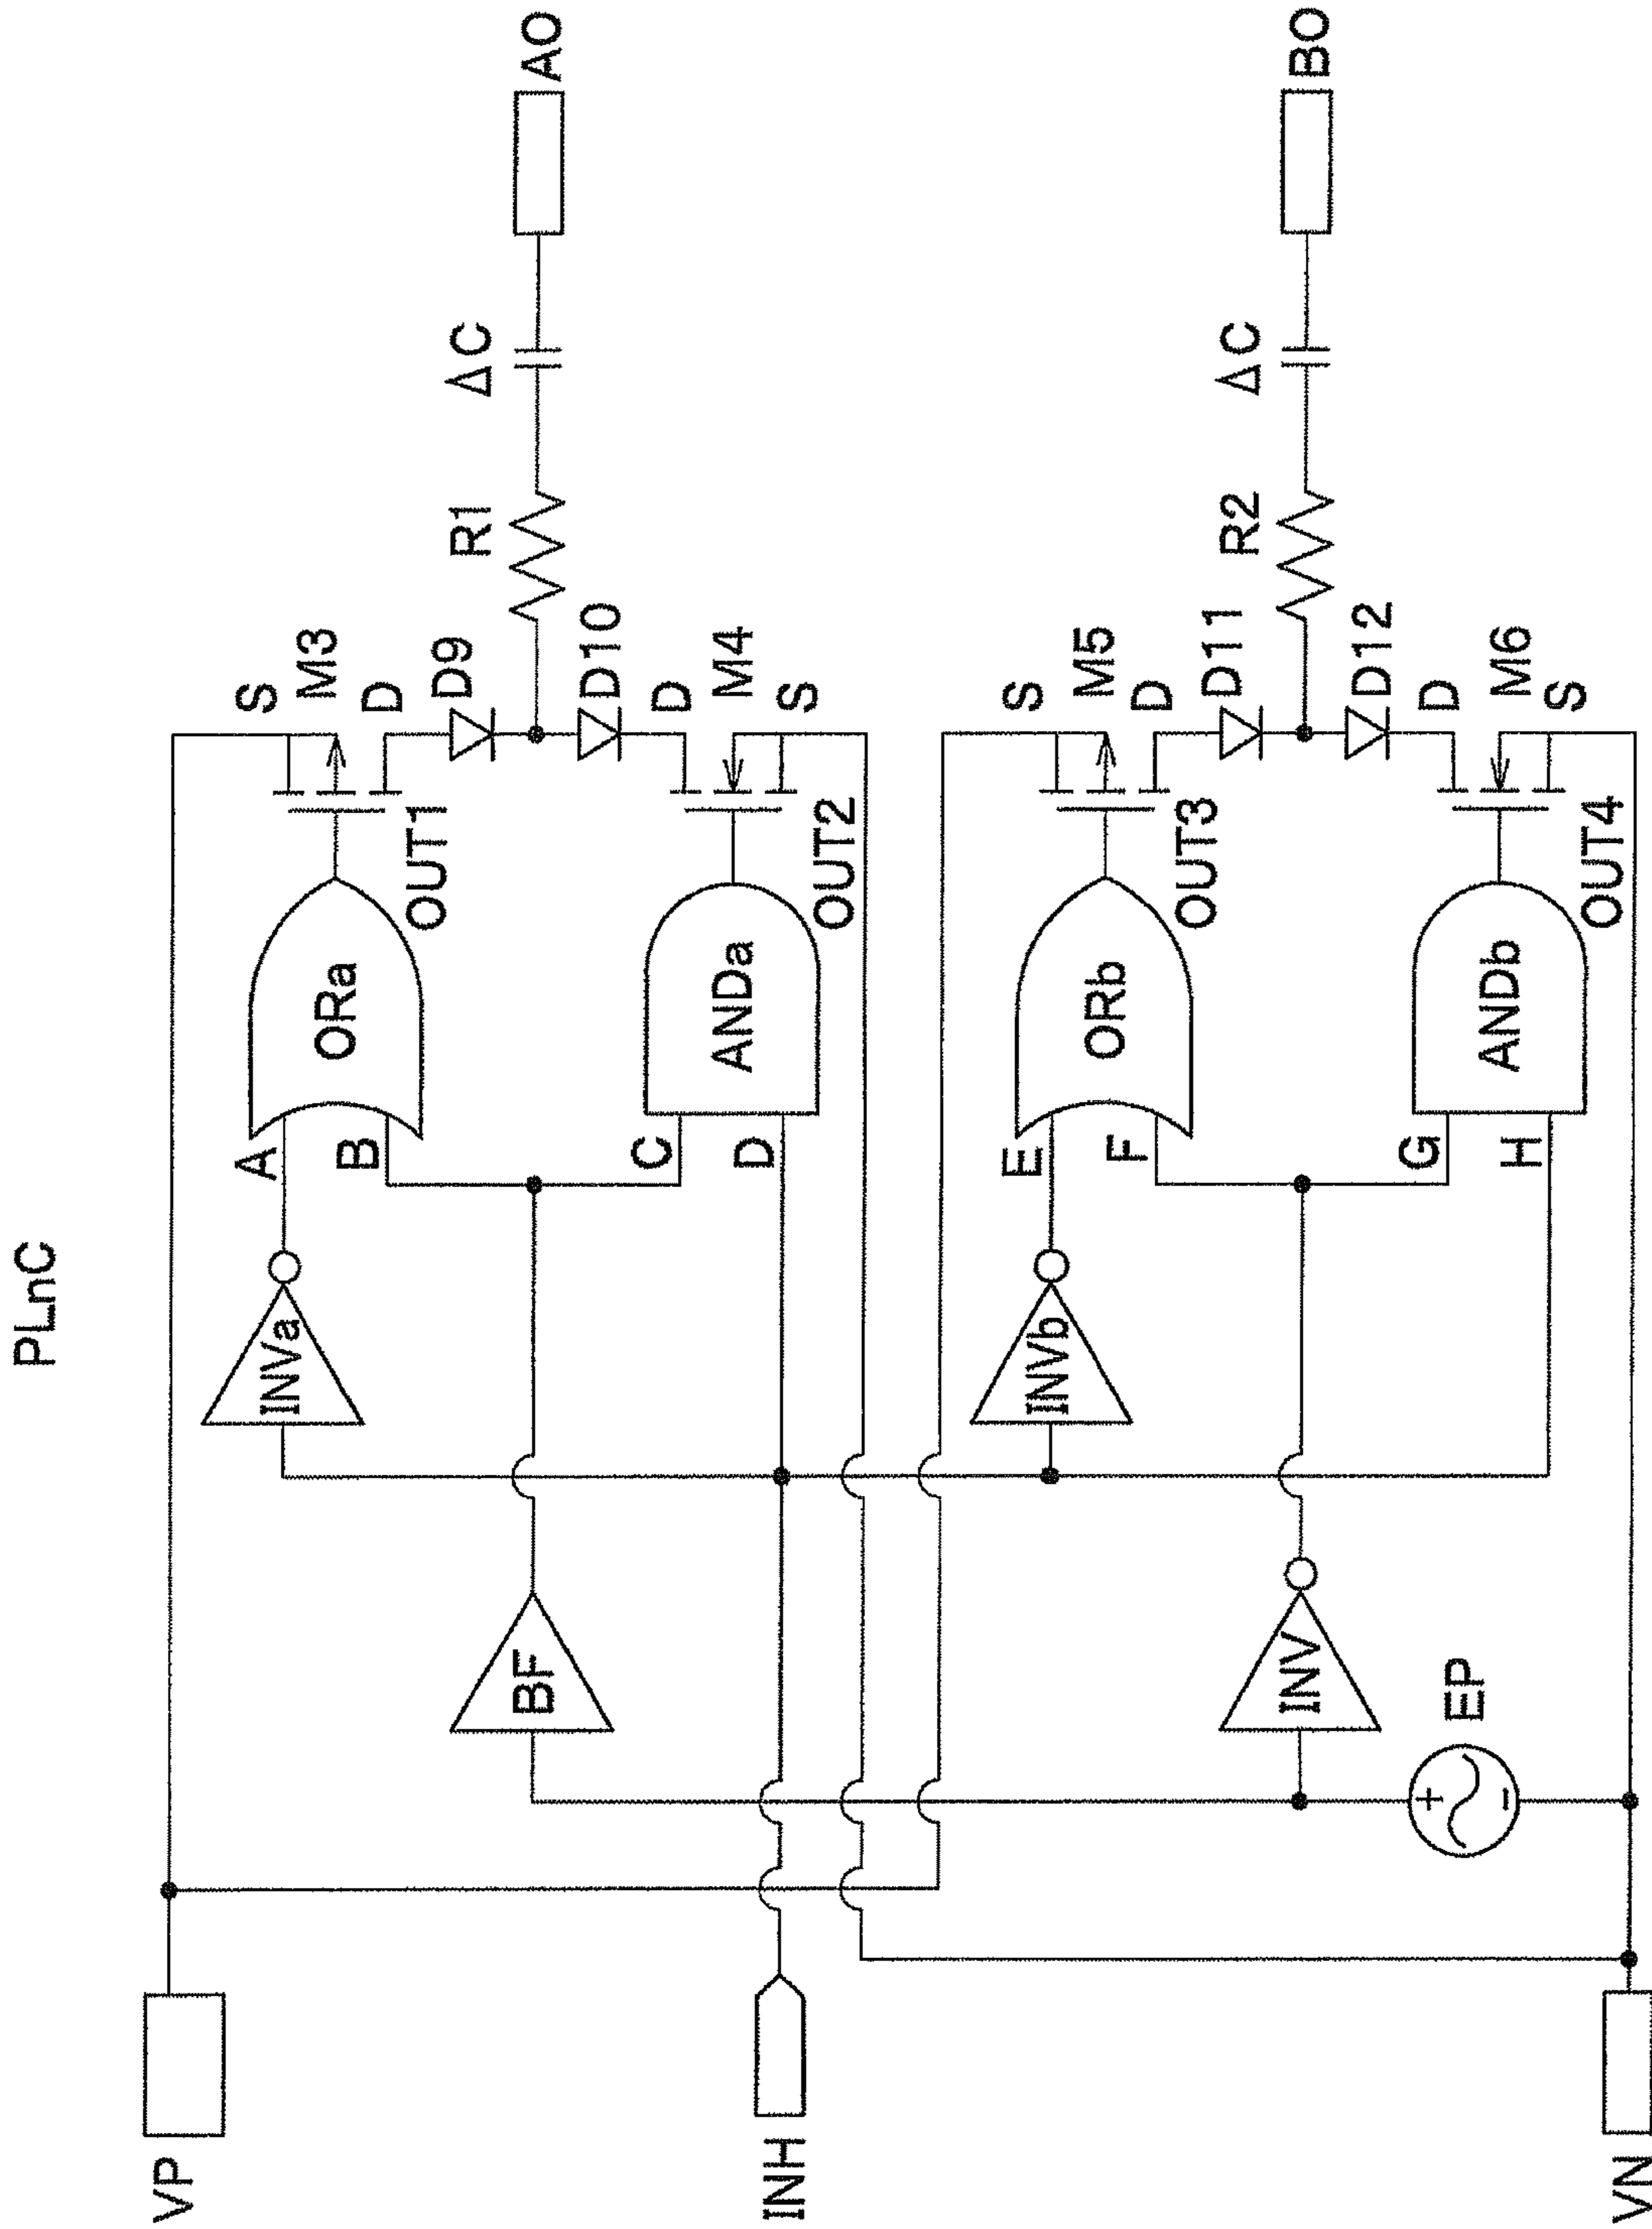 PLnC
VP
INH
VN
BF
INV
EP
+
-
INVa
INVb
A
B
C
D
E
F
G
H
ORa
ANDa
ORb
ANDb
OUT1
OUT2
OUT3
OUT4
S
M3
D
D9
D10
D
M4
S
S
M5
D
D11
D12
D
M6
S
R1
ΔC
AO
R2
ΔC
BO